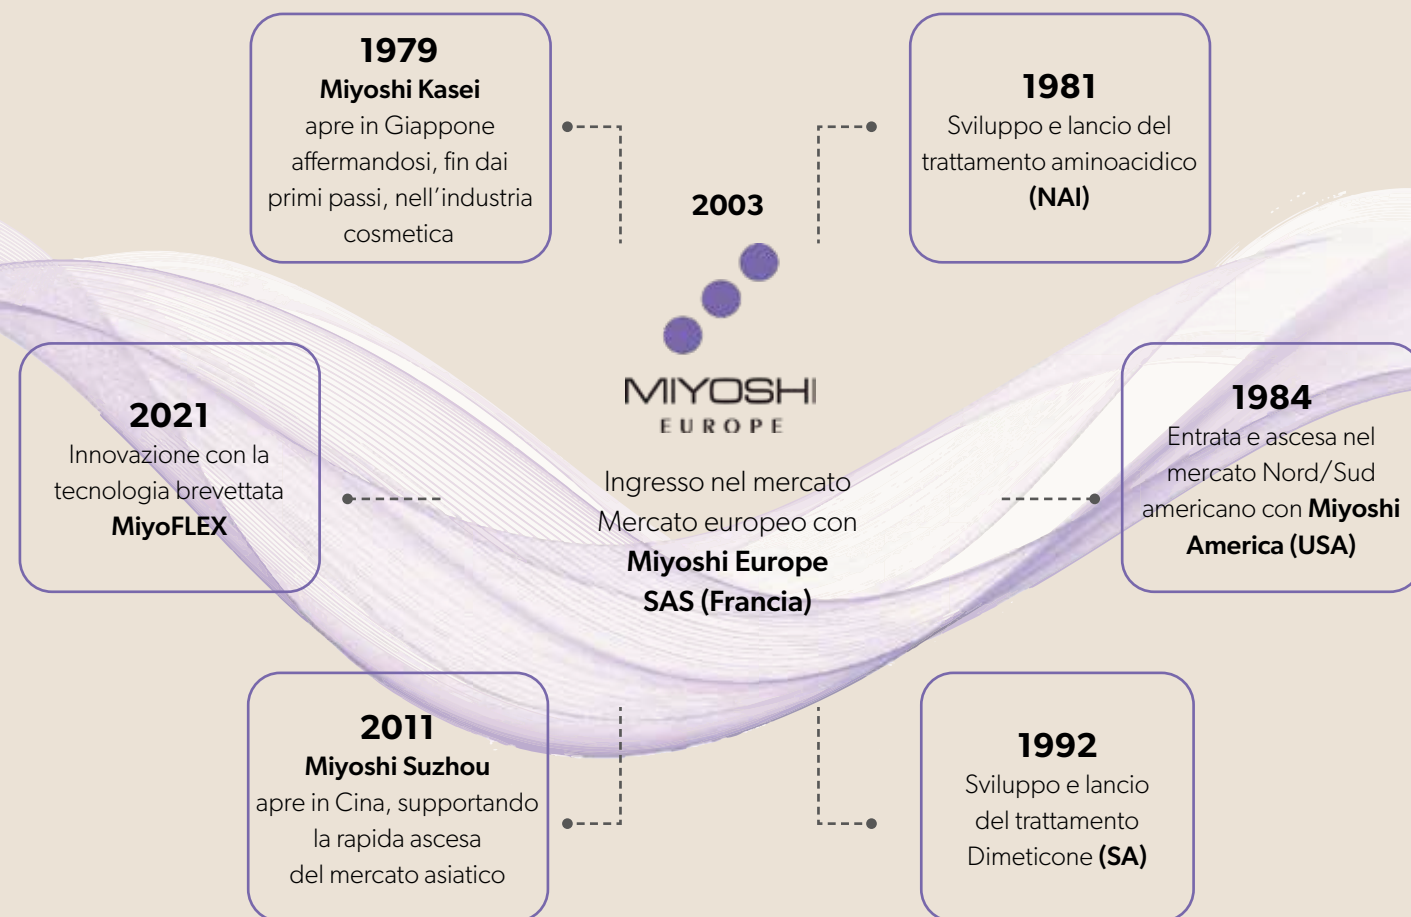 1979
Miyoshi Kasei
apre in Giappone
affermandosi, fin dai
primi passi, nell'industria
cosmetica
1981
Sviluppo e lancio del
trattamento aminoacidico
(NAI)
2003
MIYOSHI
EUROPE
Ingresso nel mercato
Mercato europeo con
Miyoshi Europe
SAS (Francia)
2021
Innovazione con la
tecnologia brevettata
MiyoFLEX
1984
Entrata e ascesa nel
mercato Nord/Sud
americano con Miyoshi
America (USA)
2011
Miyoshi Suzhou
apre in Cina, supportando
la rapida ascesa
del mercato asiatico
1992
Sviluppo e lancio
del trattamento
Dimeticone (SA)